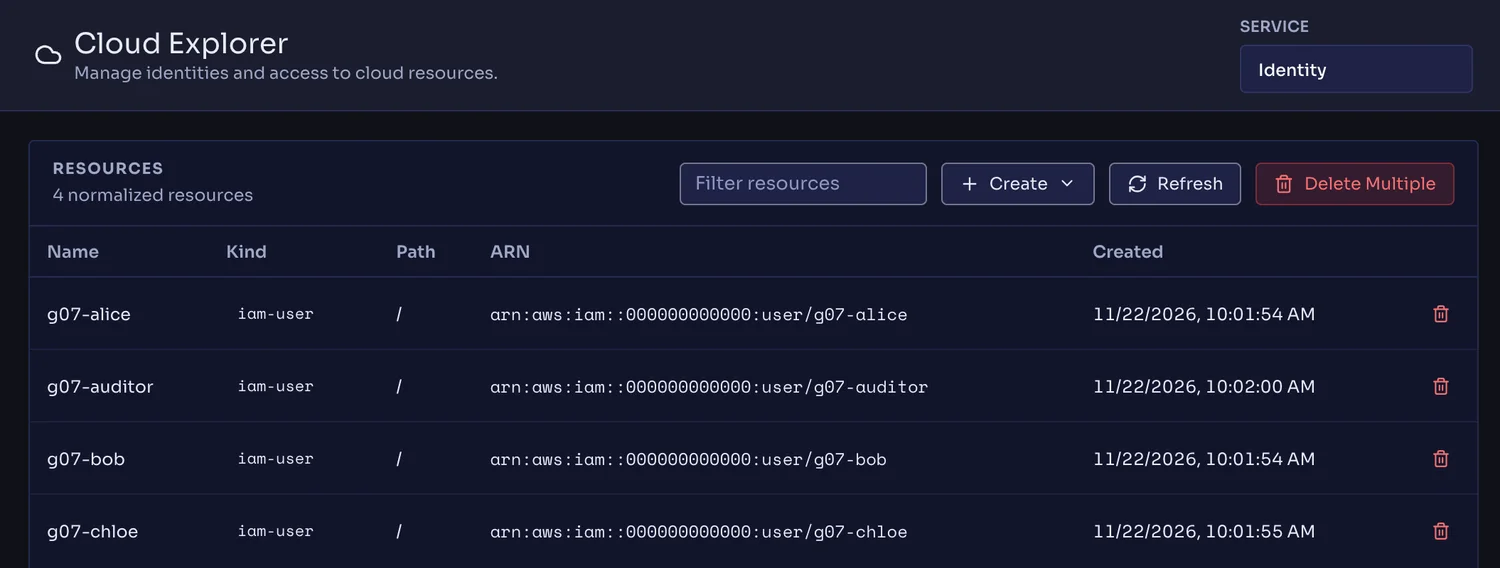 Cloud Explorer
Manage identities and access to cloud resources.
SERVICE
Identity
RESOURCES
4 normalized resources
Filter resources
Create
Refresh
Delete Multiple
Name Kind Path ARN Created
g07-alice iam-user / arn:aws:iam::000000000000:user/g07-alice 11/22/2026, 10:01:54 AM
g07-auditor iam-user / arn:aws:iam::000000000000:user/g07-auditor 11/22/2026, 10:02:00 AM
g07-bob iam-user / arn:aws:iam::000000000000:user/g07-bob 11/22/2026, 10:01:54 AM
g07-chloe iam-user / arn:aws:iam::000000000000:user/g07-chloe 11/22/2026, 10:01:55 AM